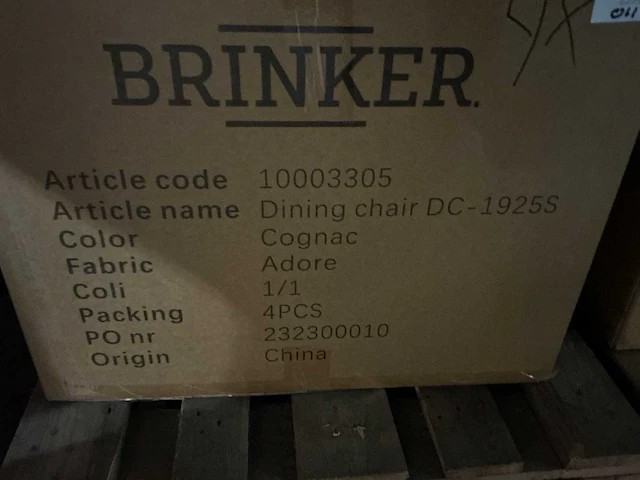 BRINKER.
Article code 10003305
Article name Dining chair DC-1925S
Color Cognac
Fabric Adore
Coli 1/1
Packing 4PCS
PO nr 232300010
Origin China